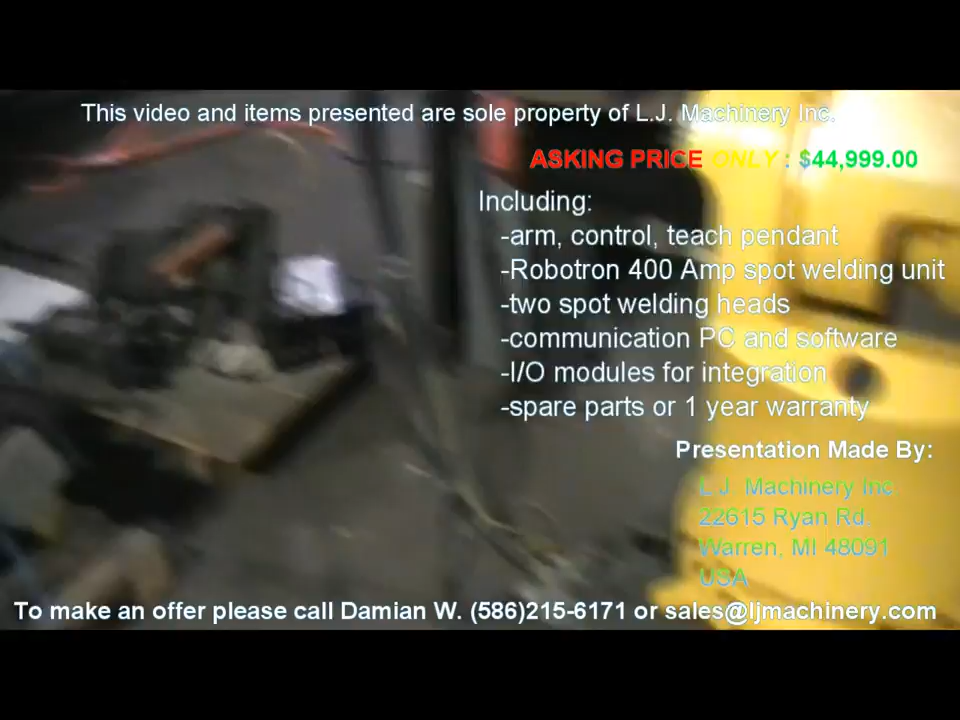 This video and items presented are sole property of L.J. Machinery Inc.
ASKING PRICE ONLY : $44,999.00
Including:
-arm, control, teach pendant
-Robotron 400 Amp spot welding unit
-two spot welding heads
-communication PC and software
-I/O modules for integration
-spare parts or 1 year warranty
Presentation Made By:
L.J. Machinery Inc.
22615 Ryan Rd.
Warren, MI 48091
USA
To make an offer please call Damian W. (586)215-6171 or sales@ljmachinery.com